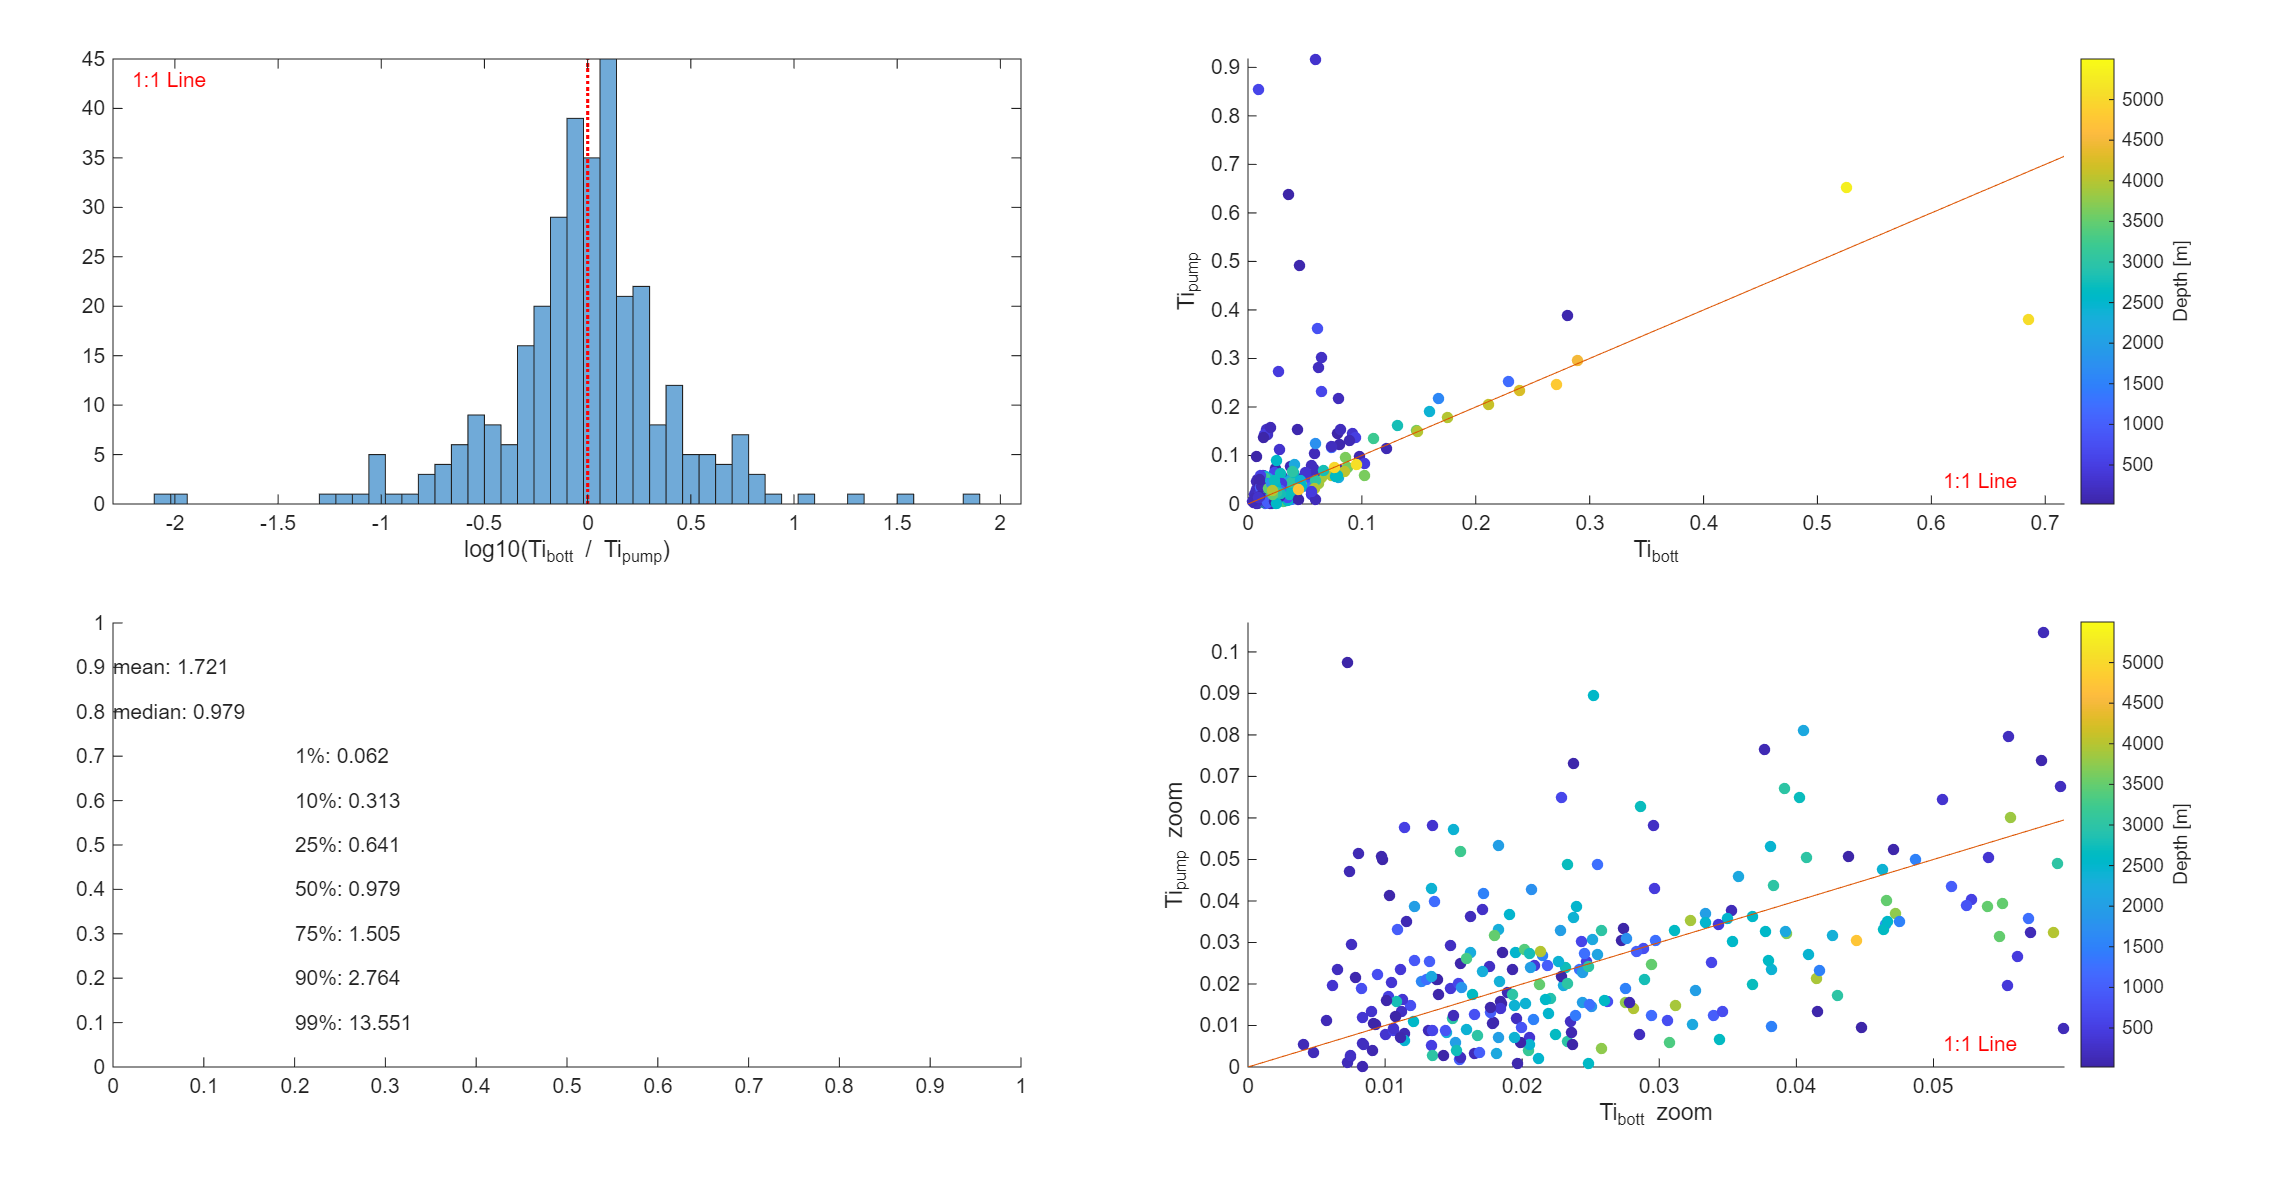 45
40
35
30
25
20
15
10
5
0
1:1 Line
-2 -1.5 -1 -0.5 0 0.5 1 1.5 2
log10(Ti_bott / Ti_pump)
0.9
0.8
0.7
0.6
0.5
0.4
0.3
0.2
0.1
0
Ti_pump
1:1 Line
0 0.1 0.2 0.3 0.4 0.5 0.6 0.7
Ti_bott
5000
4500
4000
3500
3000
2500
2000
1500
1000
500
Depth [m]
1
0.9 mean: 1.721
0.8 median: 0.979
0.7 1%: 0.062
0.6 10%: 0.313
0.5 25%: 0.641
0.4 50%: 0.979
0.3 75%: 1.505
0.2 90%: 2.764
0.1 99%: 13.551
0
0 0.1 0.2 0.3 0.4 0.5 0.6 0.7 0.8 0.9 1
0.1
0.09
0.08
0.07
0.06
0.05
0.04
0.03
0.02
0.01
0
Ti_pump zoom
1:1 Line
0 0.01 0.02 0.03 0.04 0.05
Ti_bott zoom
5000
4500
4000
3500
3000
2500
2000
1500
1000
500
Depth [m]